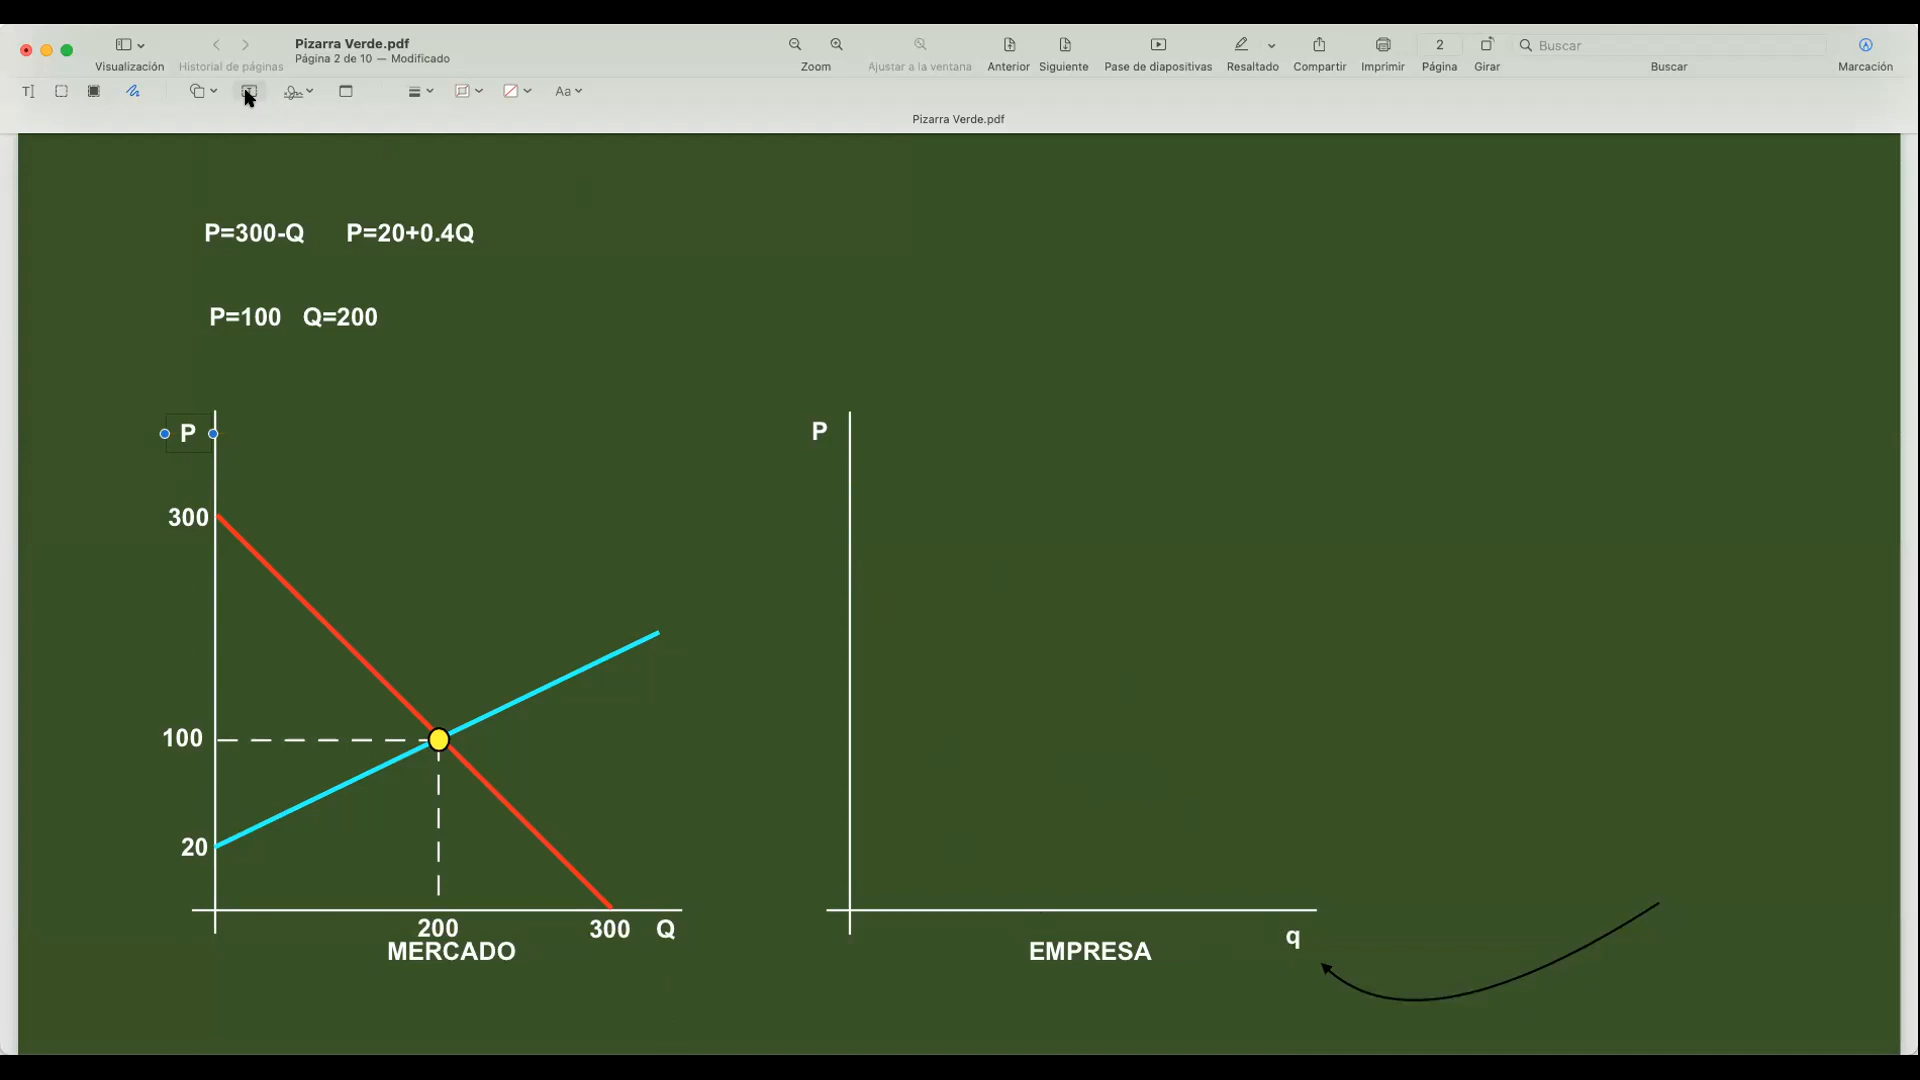 Pizarra Verde.pdf
Página 2 de 10 — Modificado
Visualización
Historial de páginas
Zoom
Ajustar a la ventana
Anterior
Siguiente
Pase de diapositivas
Resaltado
Compartir
Imprimir
2
Página
Girar
Buscar
Buscar
Marcación
Aa
Pizarra Verde.pdf
P=300-Q P=20+0.4Q
P=100 Q=200
P
300
100
20
200
300 Q
MERCADO
P
q
EMPRESA